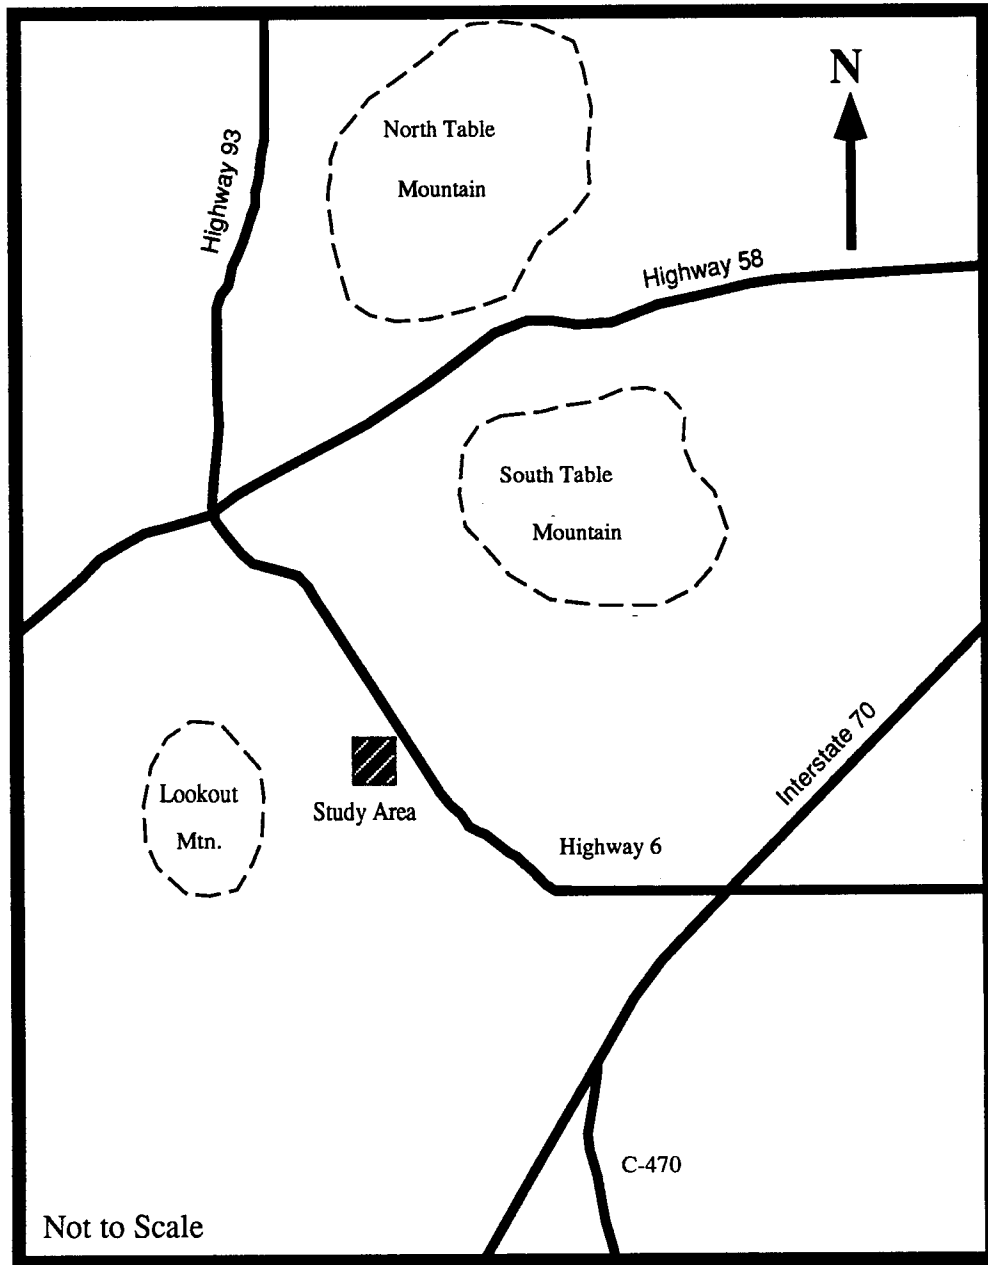 N
North Table
Mountain
Highway 93
Highway 58
South Table
Mountain
Interstate 70
Lookout
Mtn.
Study Area
Highway 6
C-470
Not to Scale